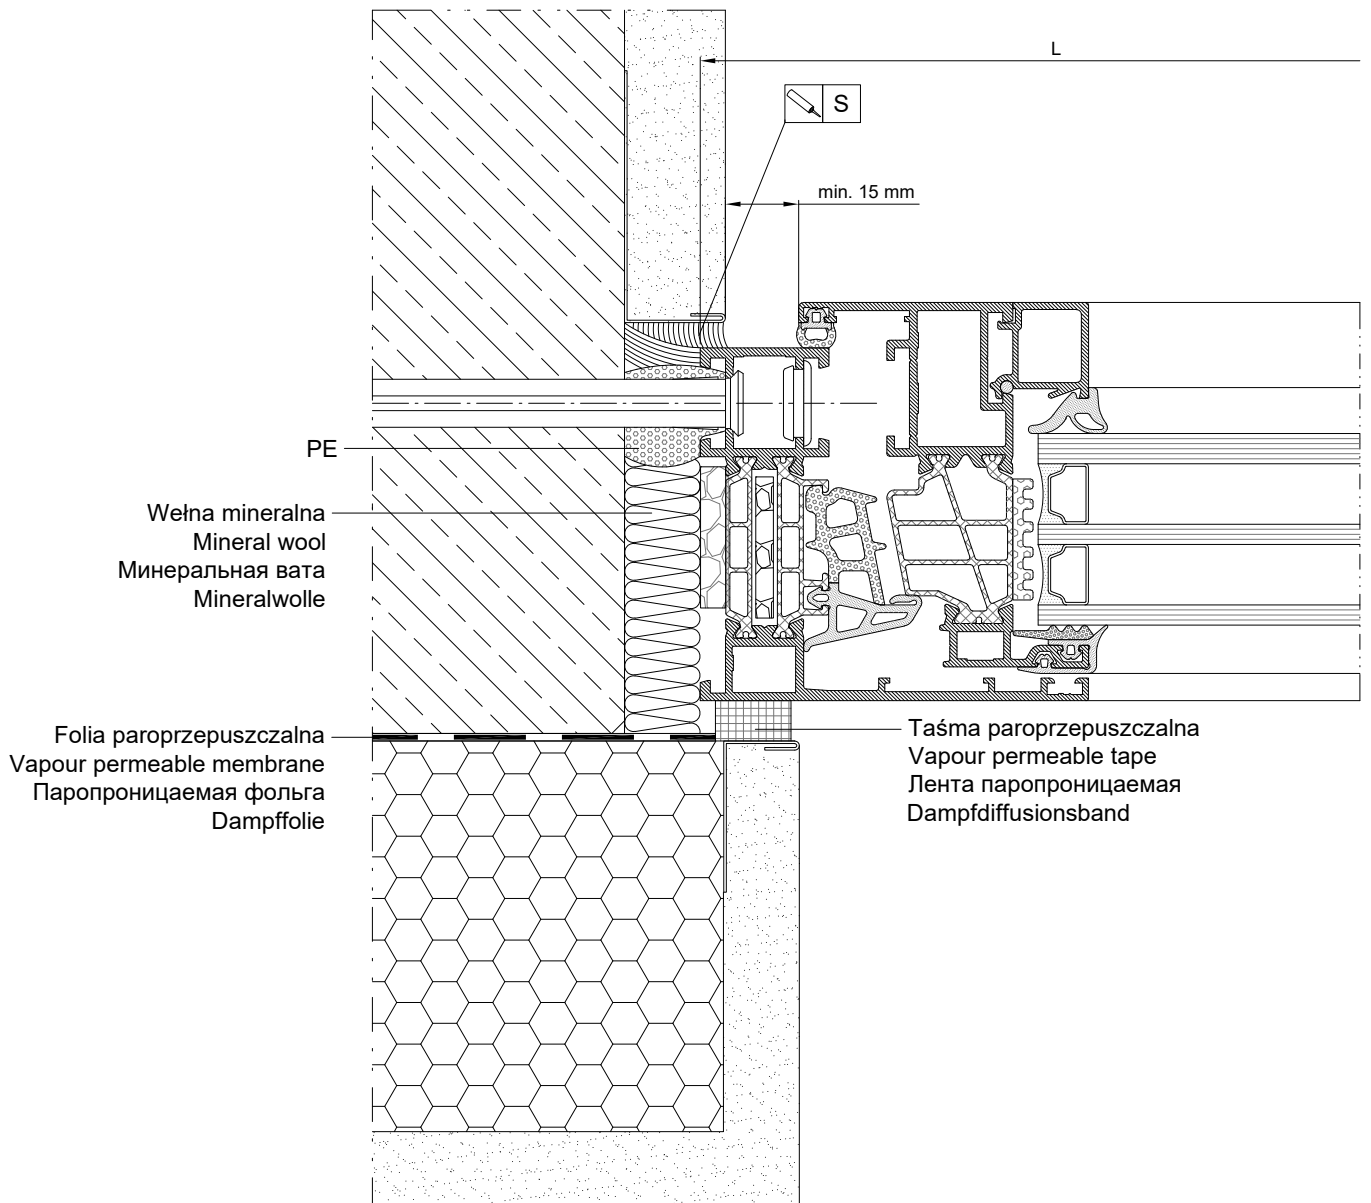 L
S
min. 15 mm
PE
Wełna mineralna
Mineral wool
Минеральная вата
Mineralwolle
Folia paroprzepuszczalna
Vapour permeable membrane
Паропроницаемая фольга
Dampffolie
Taśma paroprzepuszczalna
Vapour permeable tape
Лента паропроницаемая
Dampfdiffusionsband